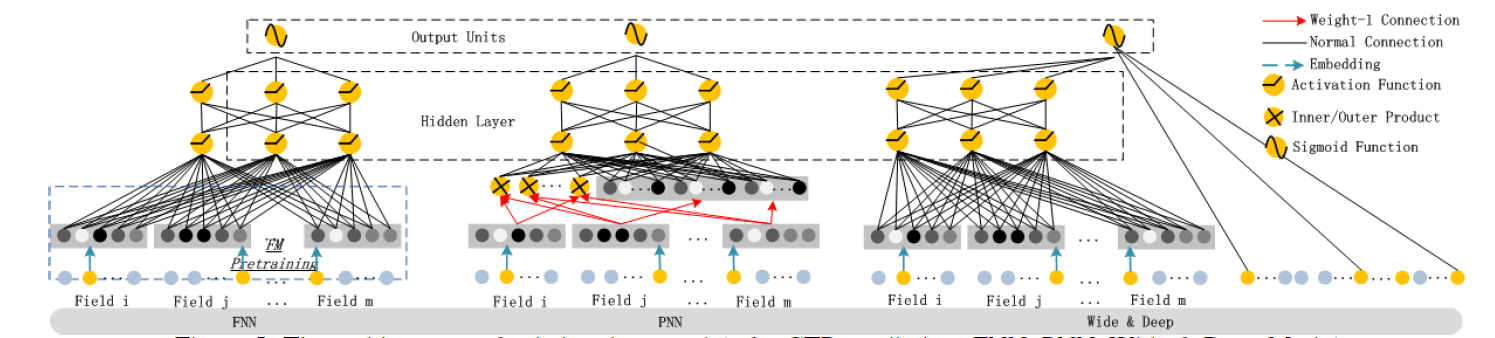 Output Units
Weight-1 Connection
Normal Connection
Embedding
Activation Function
Inner/Outer Product
Sigmoid Function
Hidden Layer
FM
Pretraining
...
Field i Field j ... Field m
Field i Field j ... Field m
Field i Field j ... Field m
FNN PNN Wide & Deep